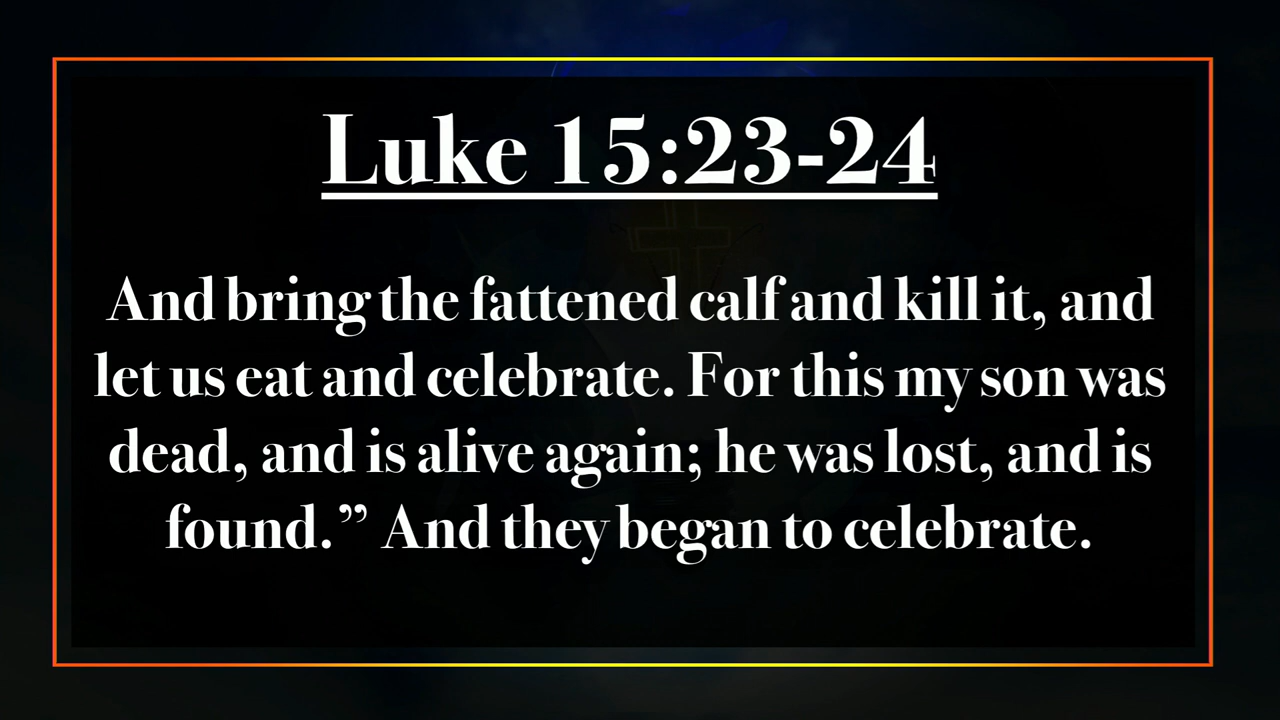 Luke 15:23-24
And bring the fattened calf and kill it, and
let us eat and celebrate. For this my son was
dead, and is alive again; he was lost, and is
found.” And they began to celebrate.